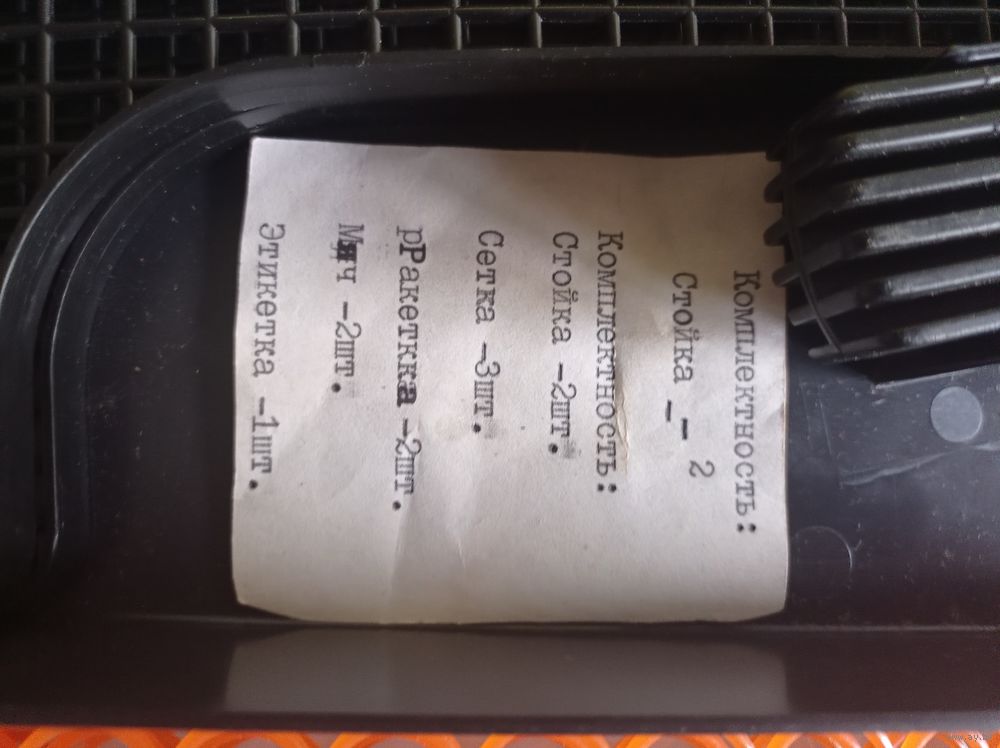 Комплектность:
Стойка -- 2
Комплектность:
Стойка -2шт.
Сетка -3шт.
рРакеткка -2шт.
Мяч -2шт.
Этикетка -1шт.